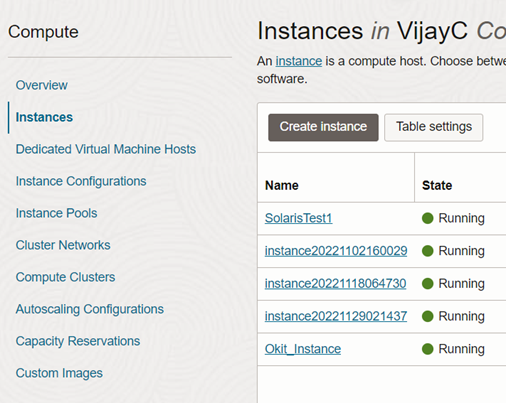 Compute
Overview
Instances
Dedicated Virtual Machine Hosts
Instance Configurations
Instance Pools
Cluster Networks
Compute Clusters
Autoscaling Configurations
Capacity Reservations
Custom Images
Instances in VijayC Co
An instance is a compute host. Choose betwe
software.
Create instance Table settings
Name State
SolarisTest1 Running
instance20221102160029 Running
instance20221118064730 Running
instance20221129021437 Running
Okit_Instance Running